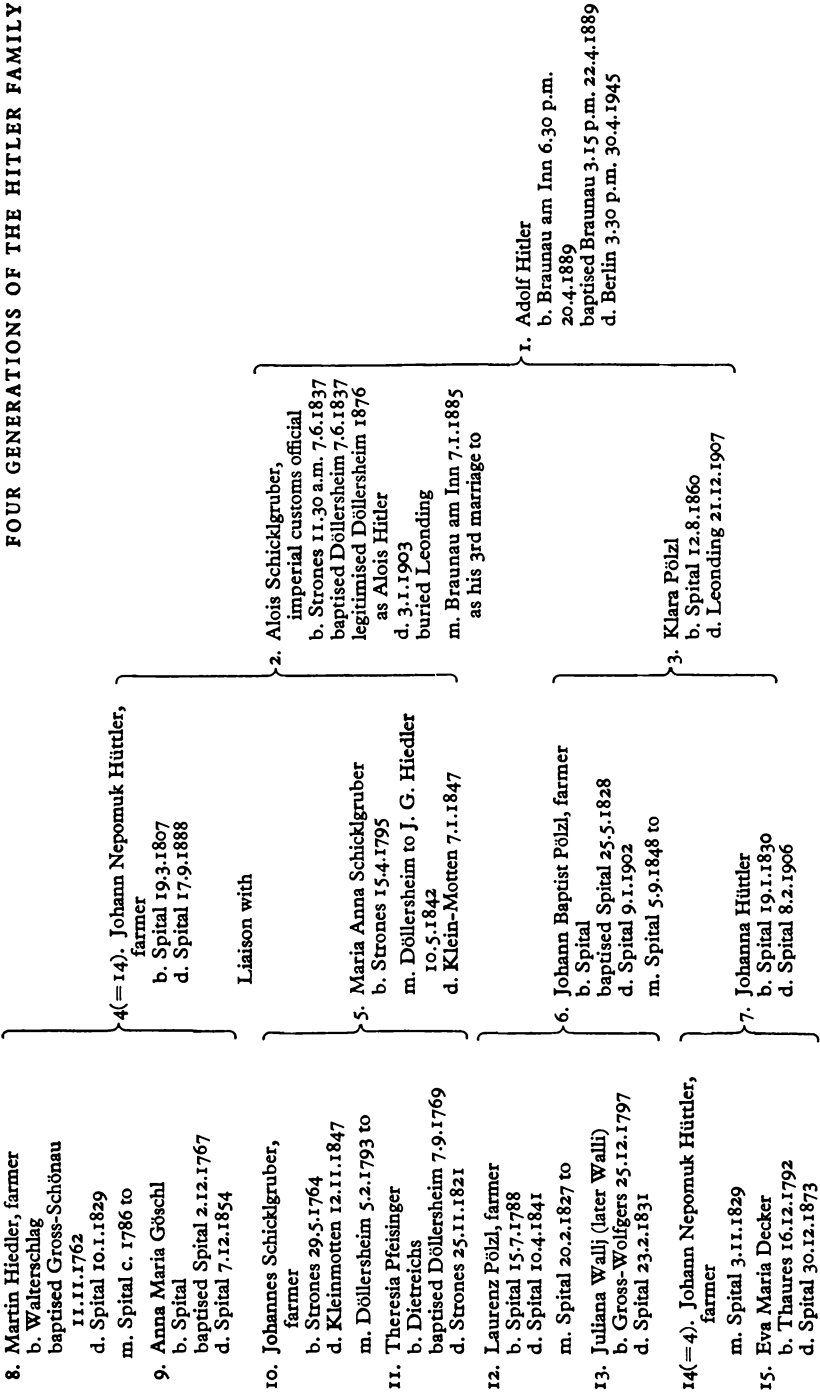 FOUR GENERATIONS OF THE HITLER FAMILY
8. Martin Hiedler, farmer
b. Walterschlag
baptised Gross-Schönau
11.11.1762
d. Spital 10.1.1829
m. Spital c. 1786 to
9. Anna Maria Göschl
b. Spital
baptised Spital 2.12.1767
d. Spital 7.12.1854
10. Johannes Schicklgruber,
farmer
b. Strones 29.5.1764
d. Kleinmotten 12.11.1847
m. Döllersheim 5.2.1793 to
11. Theresia Pfeisinger
b. Dietreichs
baptised Döllersheim 7.9.1769
d. Strones 25.11.1821
12. Laurenz Pölzl, farmer
b. Spital 15.7.1788
d. Spital 10.4.1841
m. Spital 20.2.1827 to
13. Juliana Wallj (later Walli)
b. Gross-Wolfgers 25.12.1797
d. Spital 23.2.1831
14(=4). Johann Nepomuk Hüttler,
farmer
m. Spital 3.11.1829
15. Eva Maria Decker
b. Thaures 16.12.1792
d. Spital 30.12.1873
4(=14). Johann Nepomuk Hüttler,
farmer
b. Spital 19.3.1807
d. Spital 17.9.1888
Liaison with
5. Maria Anna Schicklgruber
b. Strones 15.4.1795
m. Döllersheim to J. G. Hiedler
10.5.1842
d. Klein-Motten 7.1.1847
6. Johann Baptist Pölzl, farmer
b. Spital
baptised Spital 25.5.1828
d. Spital 9.1.1902
m. Spital 5.9.1848 to
7. Johanna Hüttler
b. Spital 19.1.1830
d. Spital 8.2.1906
2. Alois Schicklgruber,
imperial customs official
b. Strones 11.30 a.m. 7.6.1837
baptised Döllersheim 7.6.1837
legitimised Döllersheim 1876
as Alois Hitler
d. 3.1.1903
buried Leonding
m. Braunau am Inn 7.1.1885
as his 3rd marriage to
3. Klara Pölzl
b. Spital 12.8.1860
d. Leonding 21.12.1907
1. Adolf Hitler
b. Braunau am Inn 6.30 p.m.
20.4.1889
baptised Braunau 3.15 p.m. 22.4.1889
d. Berlin 3.30 p.m. 30.4.1945